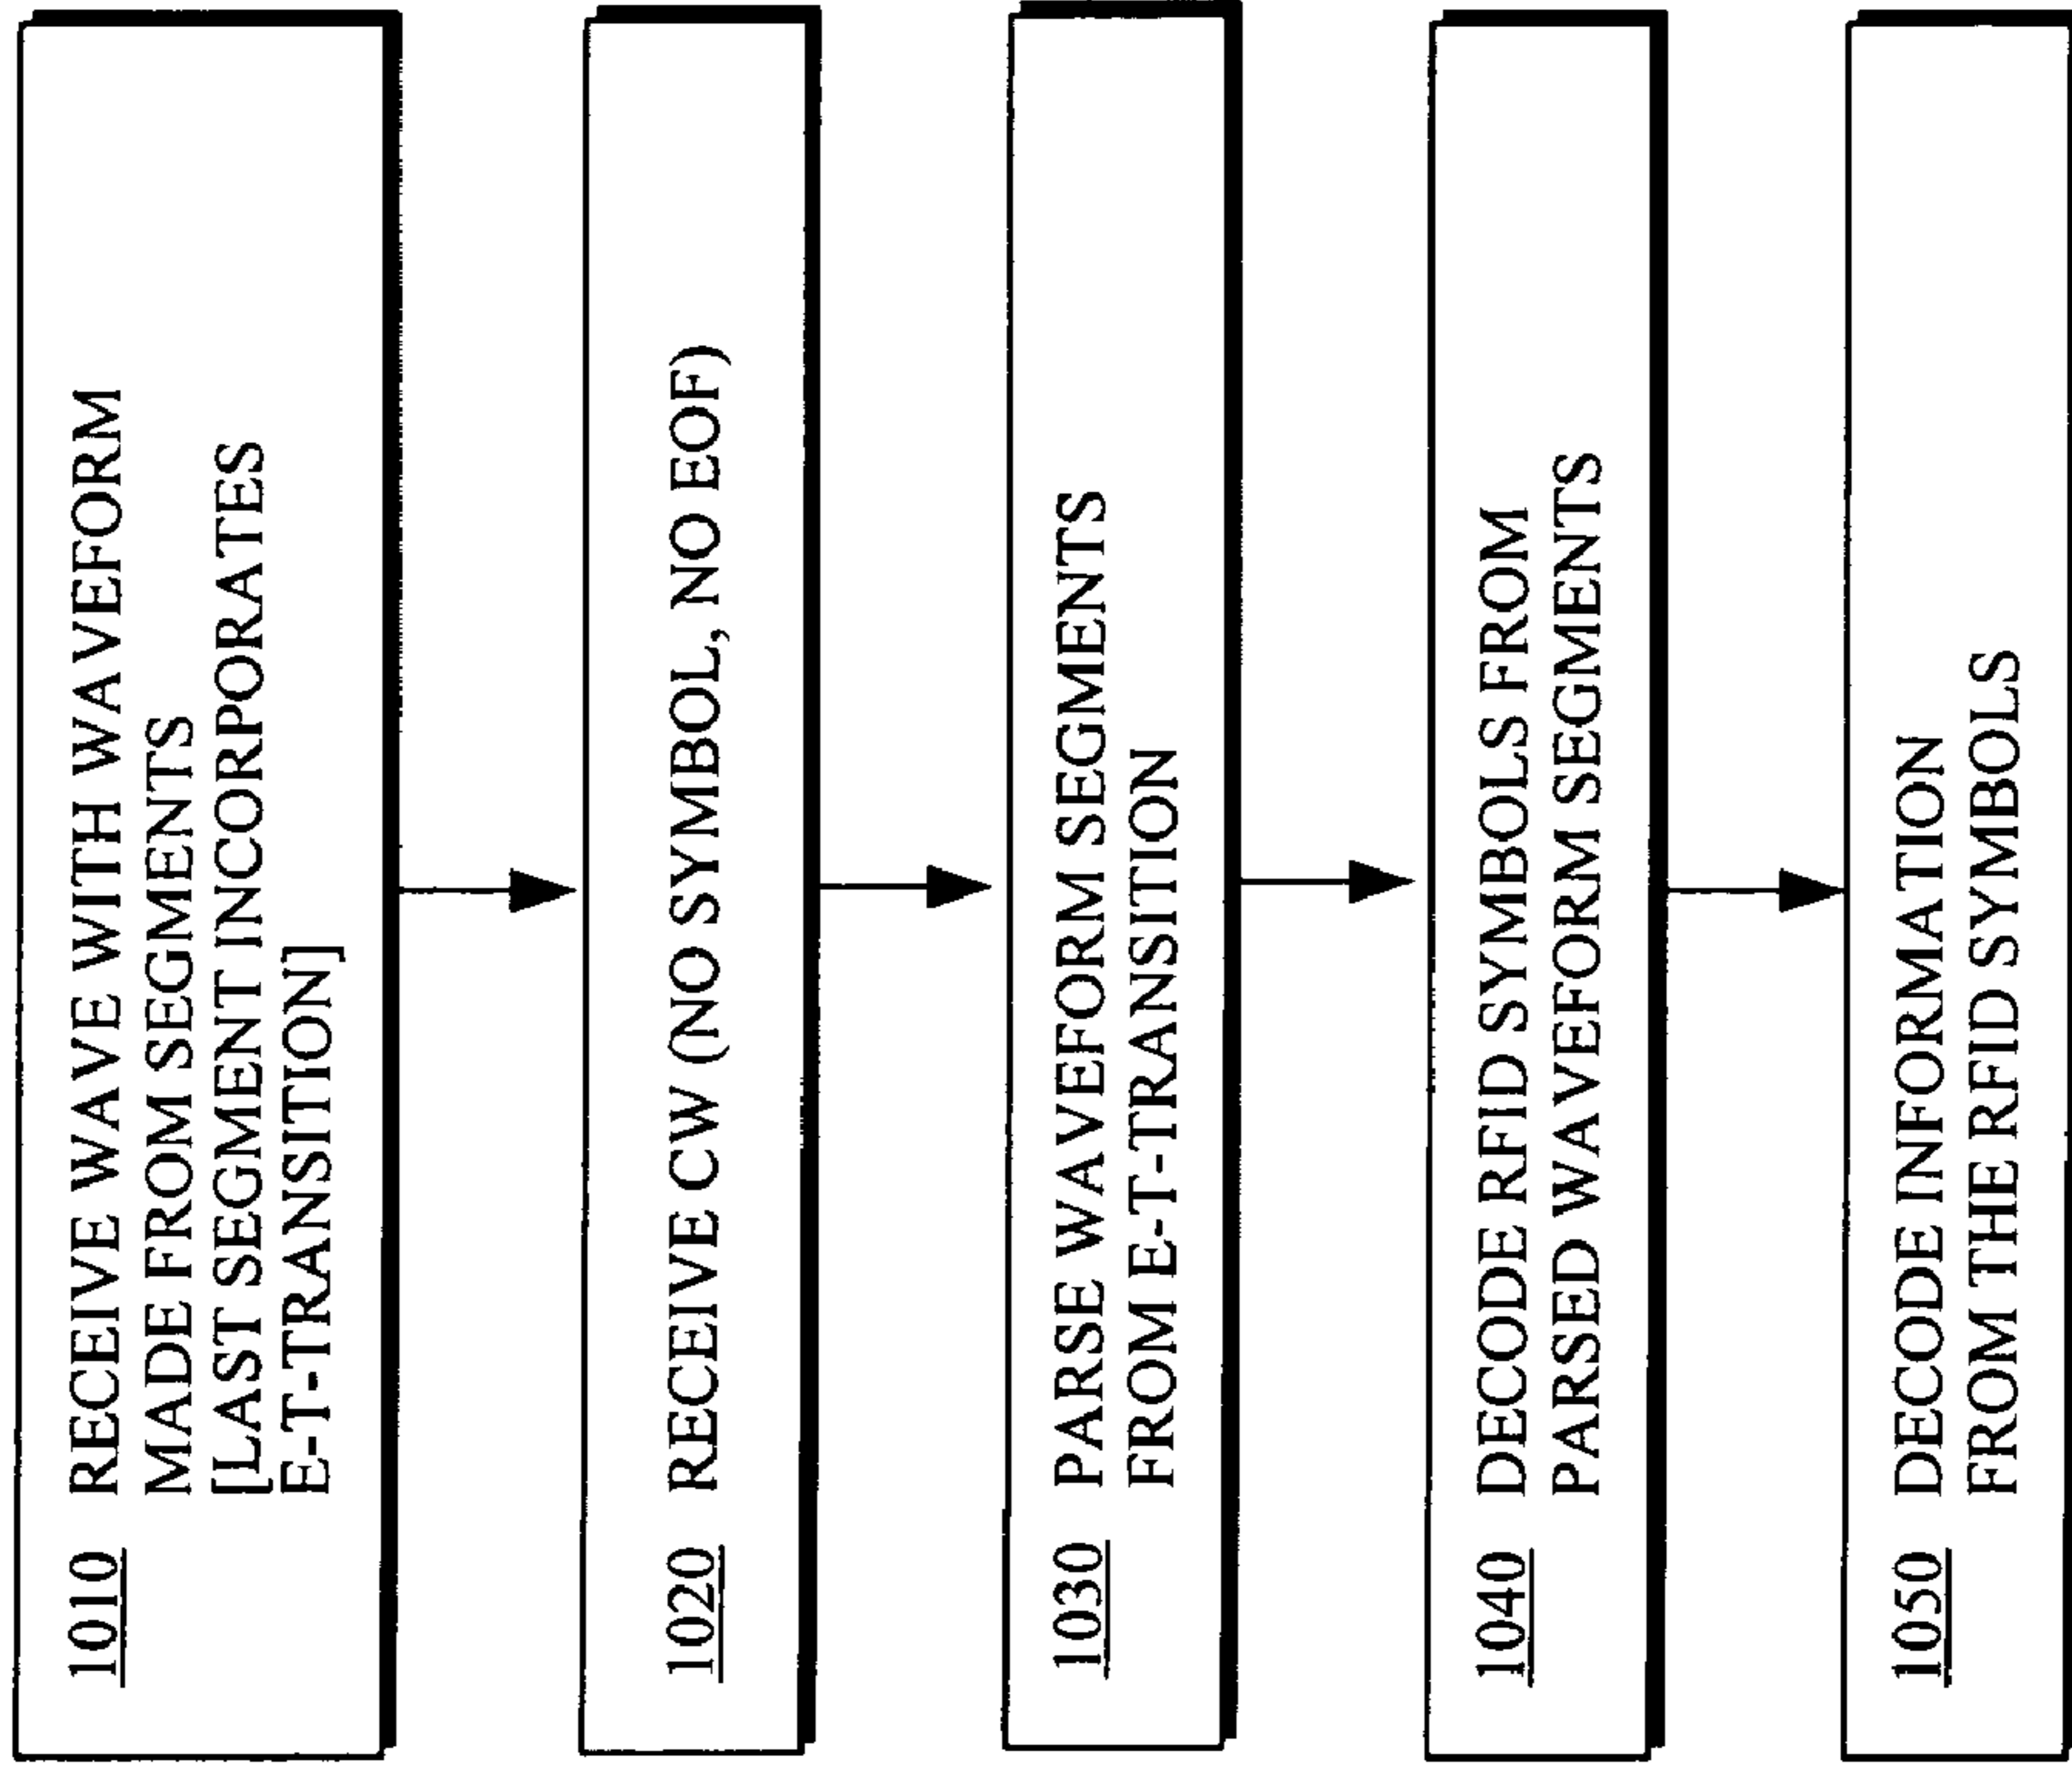 1010 RECEIVE WAVE WITH WAVEFORM
MADE FROM SEGMENTS
[LAST SEGMENT INCORPORATES
E-T-TRANSITION]
1020 RECEIVE CW (NO SYMBOL, NO EOF)
1030 PARSE WAVEFORM SEGMENTS
FROM E-T-TRANSITION
1040 DECODE RFID SYMBOLS FROM
PARSED WAVEFORM SEGMENTS
1050 DECODE INFORMATION
FROM THE RFID SYMBOLS